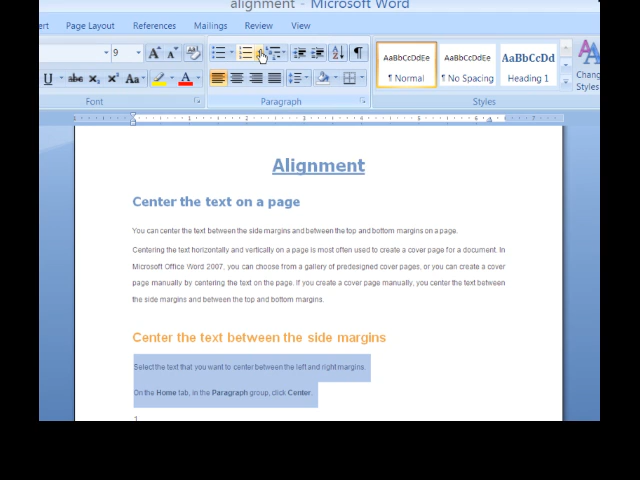 alignment - Microsoft Word
ert Page Layout References Mailings Review View
9 A A
U abc X₂ X² Aa A
AaBbCcDdEe AaBbCcDdEe AaBbCcDd
¶ Normal ¶ No Spacing Heading 1
Change
Styles
Font Paragraph Styles
Alignment
Center the text on a page
You can center the text between the side margins and between the top and bottom margins on a page.
Centering the text horizontally and vertically on a page is most often used to create a cover page for a document. In
Microsoft Office Word 2007, you can choose from a gallery of predesigned cover pages, or you can create a cover
page manually by centering the text on the page. If you create a cover page manually, you center the text between
the side margins and between the top and bottom margins.
Center the text between the side margins
Select the text that you want to center between the left and right margins.
On the Home tab, in the Paragraph group, click Center.
1